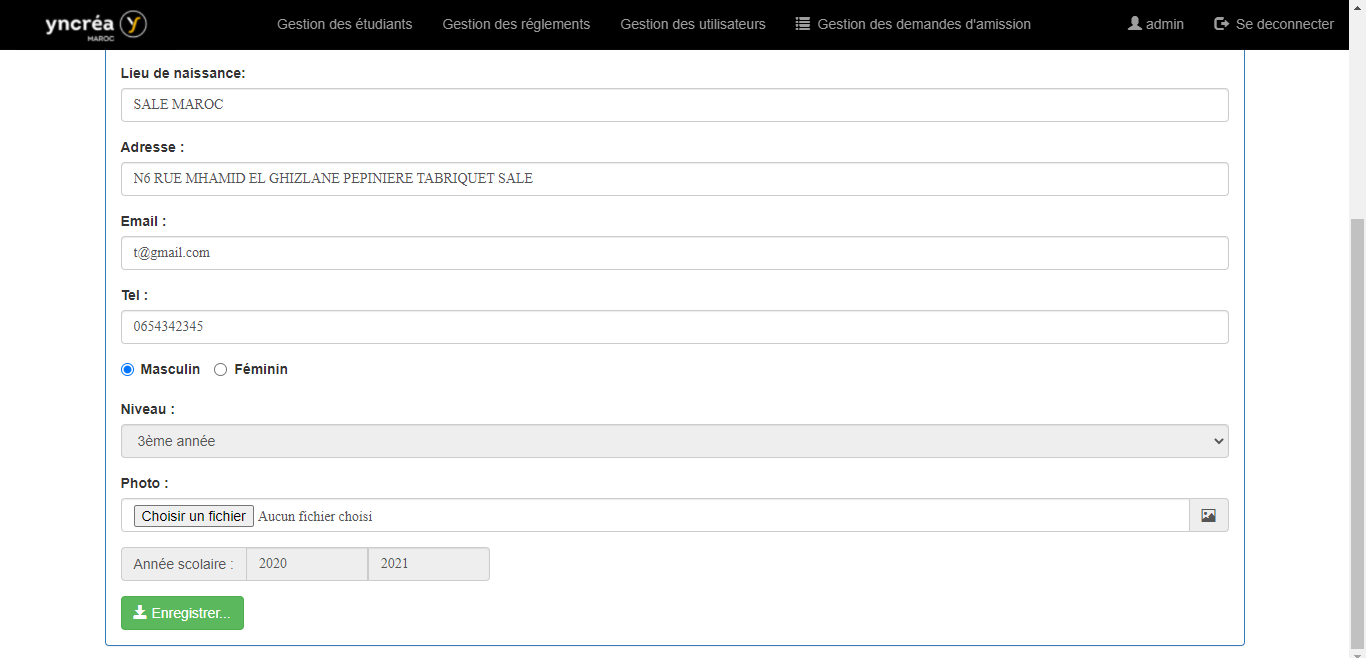 yncréa MAROC
Gestion des étudiants Gestion des réglements Gestion des utilisateurs Gestion des demandes d'amission admin Se deconnecter
Lieu de naissance:
SALE MAROC
Adresse :
N6 RUE MHAMID EL GHIZLANE PEPINIERE TABRIQUET SALE
Email :
t@gmail.com
Tel :
0654342345
Masculin Féminin
Niveau :
3ème année
Photo :
Choisir un fichier Aucun fichier choisi
Année scolaire : 2020 2021
Enregistrer...